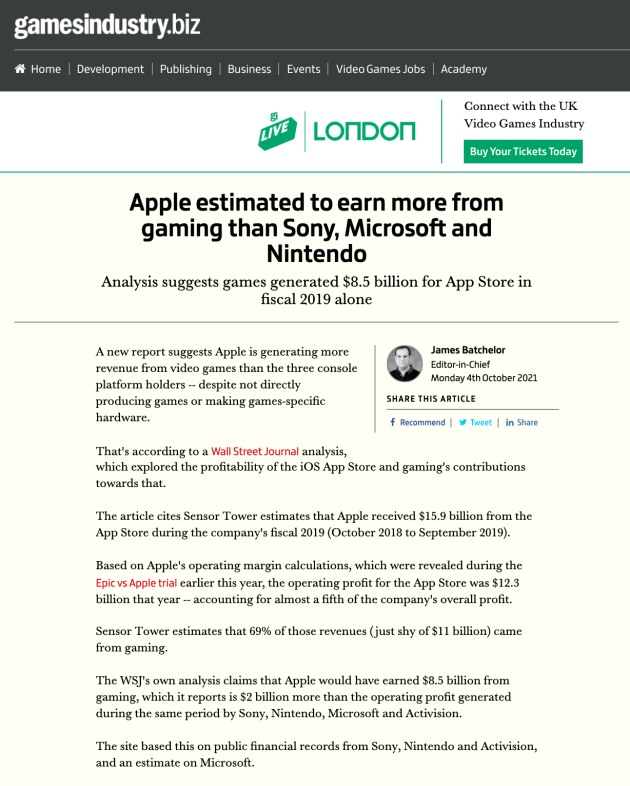 gamesindustry.biz
Home | Development | Publishing | Business | Events | Video Games Jobs | Academy
gi LIVE LONDON
Connect with the UK
Video Games Industry
Buy Your Tickets Today
Apple estimated to earn more from
gaming than Sony, Microsoft and
Nintendo
Analysis suggests games generated $8.5 billion for App Store in
fiscal 2019 alone
A new report suggests Apple is generating more
revenue from video games than the three console
platform holders -- despite not directly
producing games or making games-specific
hardware.
James Batchelor
Editor-in-Chief
Monday 4th October 2021
SHARE THIS ARTICLE
Recommend | Tweet | in Share
That's according to a Wall Street Journal analysis,
which explored the profitability of the iOS App Store and gaming's contributions
towards that.
The article cites Sensor Tower estimates that Apple received $15.9 billion from the
App Store during the company's fiscal 2019 (October 2018 to September 2019).
Based on Apple's operating margin calculations, which were revealed during the
Epic vs Apple trial earlier this year, the operating profit for the App Store was $12.3
billion that year -- accounting for almost a fifth of the company's overall profit.
Sensor Tower estimates that 69% of those revenues (just shy of $11 billion) came
from gaming.
The WSJ's own analysis claims that Apple would have earned $8.5 billion from
gaming, which it reports is $2 billion more than the operating profit generated
during the same period by Sony, Nintendo, Microsoft and Activision.
The site based this on public financial records from Sony, Nintendo and Activision,
and an estimate on Microsoft.